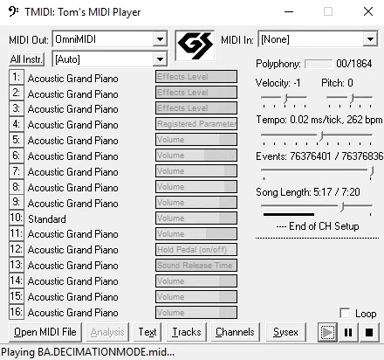 TMIDI: Tom's MIDI Player
MIDI Out: OmniMIDI MIDI In: [None]
All Instr. [Auto] GS
Polyphony: 00/1864
Velocity: -1 Pitch: 0
Tempo: 0.02 ms/tick, 262 bpm
Events: 76376401 / 76376836
Song Length: 5:17 / 7:20
---- End of CH Setup
1: Acoustic Grand Piano Effects Level
2: Acoustic Grand Piano Effects Level
3: Acoustic Grand Piano Effects Level
4: Acoustic Grand Piano Registered Parameter
5: Acoustic Grand Piano Volume
6: Acoustic Grand Piano Volume
7: Acoustic Grand Piano Volume
8: Acoustic Grand Piano Volume
9: Acoustic Grand Piano Volume
10: Standard Volume
11: Acoustic Grand Piano Volume
12: Acoustic Grand Piano Hold Pedal (on/off)
13: Acoustic Grand Piano Sound Release Time
14: Acoustic Grand Piano Volume
15: Acoustic Grand Piano Volume
16: Acoustic Grand Piano Volume
Loop
Open MIDI File Analysis Text Tracks Channels Sysex
Playing BA.DECIMATIONMODE.mid...